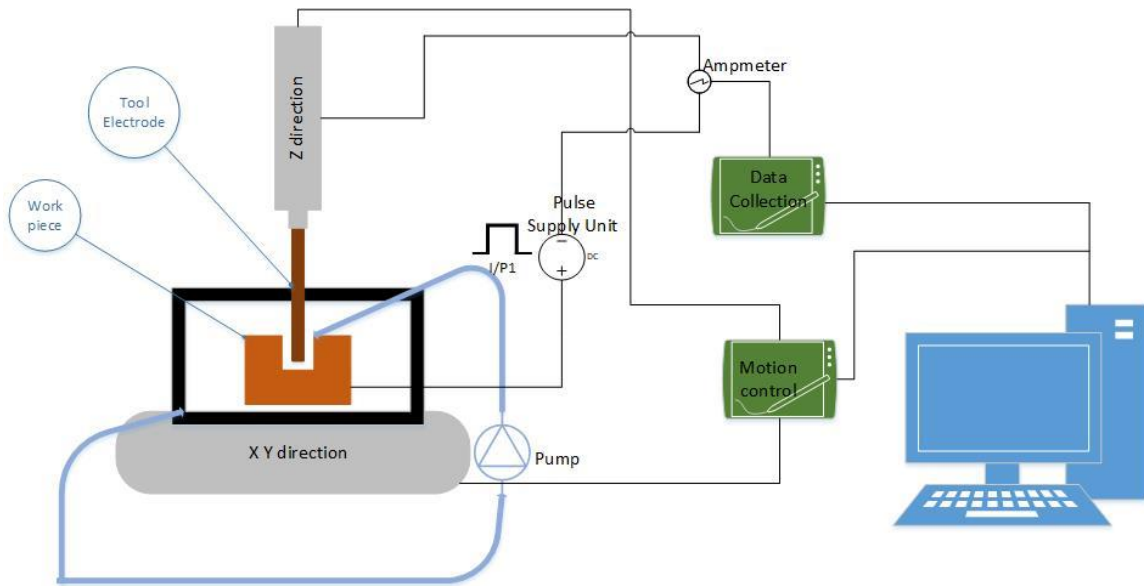 Ampmeter
Tool
Electrode
Z direction
Data
Collection
Work
piece
Pulse
Supply Unit
I/P1
−
+
DC
Motion
control
X Y direction
Pump